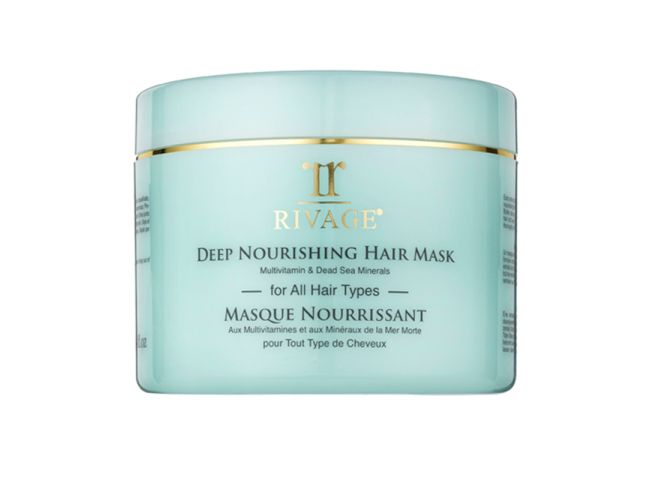 RIVAGE®
DEEP NOURISHING HAIR MASK
Multivitamin & Dead Sea Minerals
for All Hair Types
MASQUE NOURRISSANT
Aux Multivitamines et aux Minéraux de la Mer Morte
pour Tout Type de Cheveux